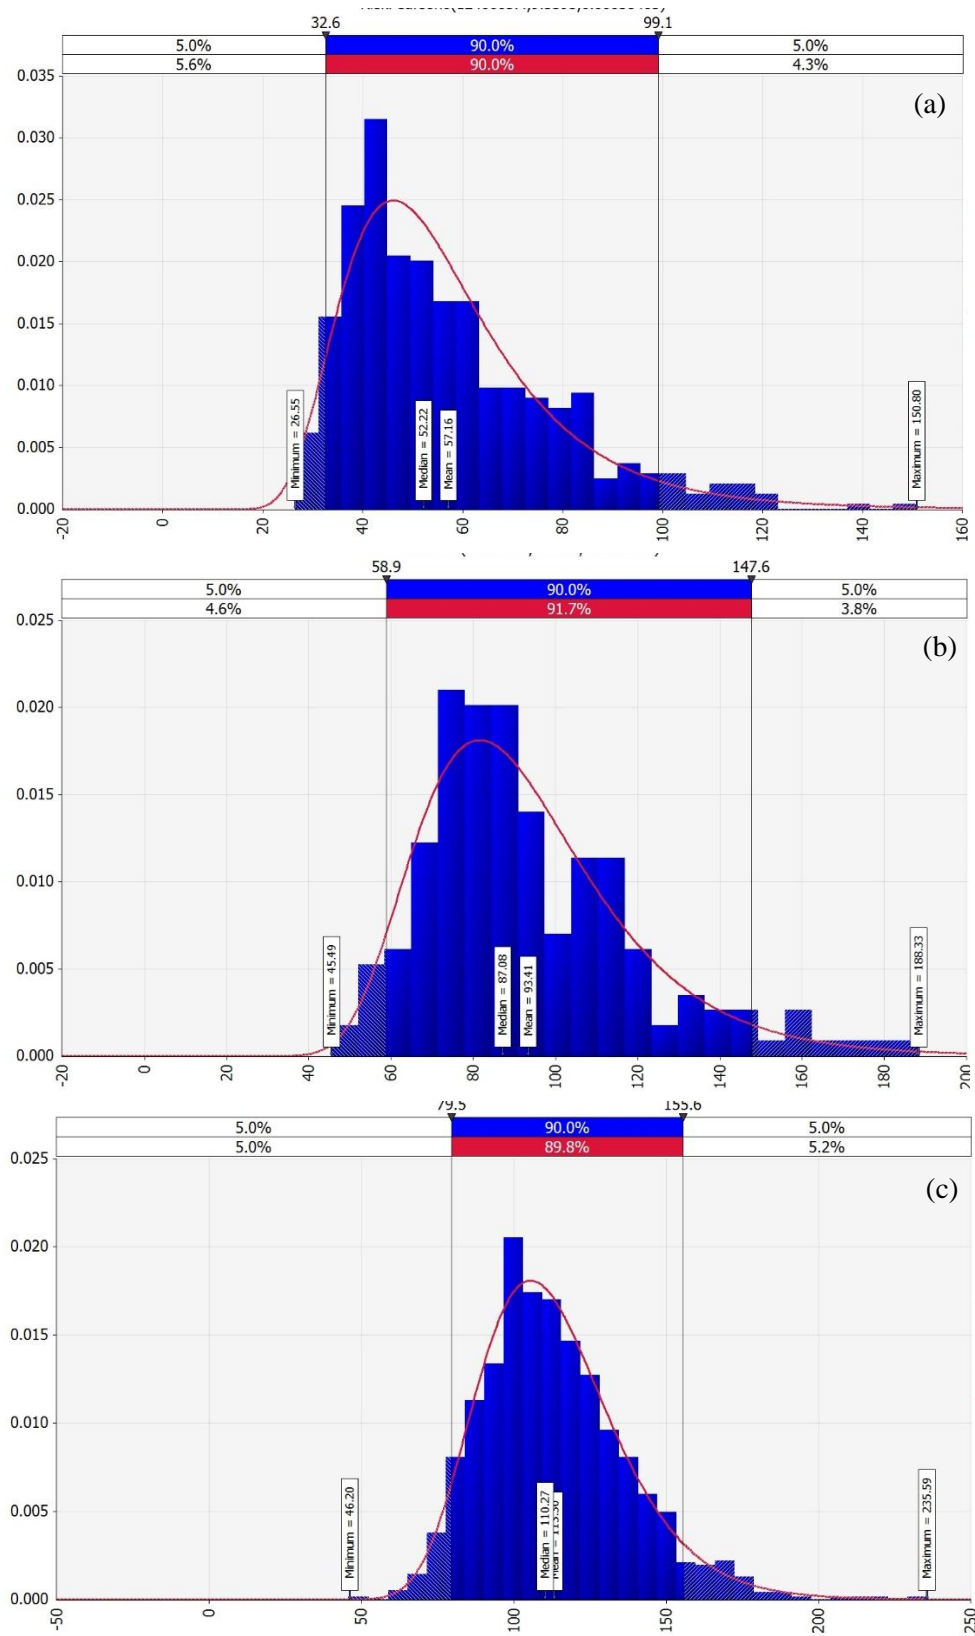 32.6 99.1
5.0% 90.0% 5.0%
5.6% 90.0% 4.3%
0.035
(a)
0.030
0.025
0.020
0.015
0.010
0.005
0.000
Minimum = 26.55
Median = 52.22
Mean = 57.16
Maximum = 150.80
-20 0 20 40 60 80 100 120 140 160
58.9 147.6
5.0% 90.0% 5.0%
4.6% 91.7% 3.8%
0.025
(b)
0.020
0.015
0.010
0.005
0.000
Minimum = 45.49
Median = 87.08
Mean = 93.41
Maximum = 188.33
-20 0 20 40 60 80 100 120 140 160 180 200
79.5 155.6
5.0% 90.0% 5.0%
5.0% 89.8% 5.2%
0.025
(c)
0.020
0.015
0.010
0.005
0.000
Minimum = 46.20
Median = 110.27
Mean =
Maximum = 235.59
-50 0 50 100 150 200 250